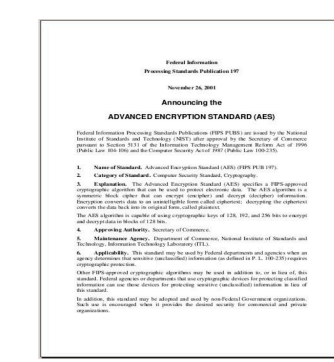 Federal Information
Processing Standards Publication 197
November 26, 2001
Announcing the
ADVANCED ENCRYPTION STANDARD (AES)
Federal Information Processing Standards Publications (FIPS PUBS) are issued by the National
Institute of Standards and Technology (NIST) after approval by the Secretary of Commerce
pursuant to Section 5131 of the Information Technology Management Reform Act of 1996
(Public Law 104-106) and the Computer Security Act of 1987 (Public Law 100-235).
1. Name of Standard. Advanced Encryption Standard (AES) (FIPS PUB 197).
2. Category of Standard. Computer Security Standard, Cryptography.
3. Explanation. The Advanced Encryption Standard (AES) specifies a FIPS-approved
cryptographic algorithm that can be used to protect electronic data. The AES algorithm is a
symmetric block cipher that can encrypt (encipher) and decrypt (decipher) information.
Encryption converts data to an unintelligible form called ciphertext; decrypting the ciphertext
converts the data back into its original form, called plaintext.
The AES algorithm is capable of using cryptographic keys of 128, 192, and 256 bits to encrypt
and decrypt data in blocks of 128 bits.
4. Approving Authority. Secretary of Commerce.
5. Maintenance Agency. Department of Commerce, National Institute of Standards and
Technology, Information Technology Laboratory (ITL).
6. Applicability. This standard may be used by Federal departments and agencies when an
agency determines that sensitive (unclassified) information (as defined in P. L. 100-235) requires
cryptographic protection.
Other FIPS-approved cryptographic algorithms may be used in addition to, or in lieu of, this
standard. Federal agencies or departments that use cryptographic devices for protecting classified
information can use those devices for protecting sensitive (unclassified) information in lieu of
this standard.
In addition, this standard may be adopted and used by non-Federal Government organizations.
Such use is encouraged when it provides the desired security for commercial and private
organizations.